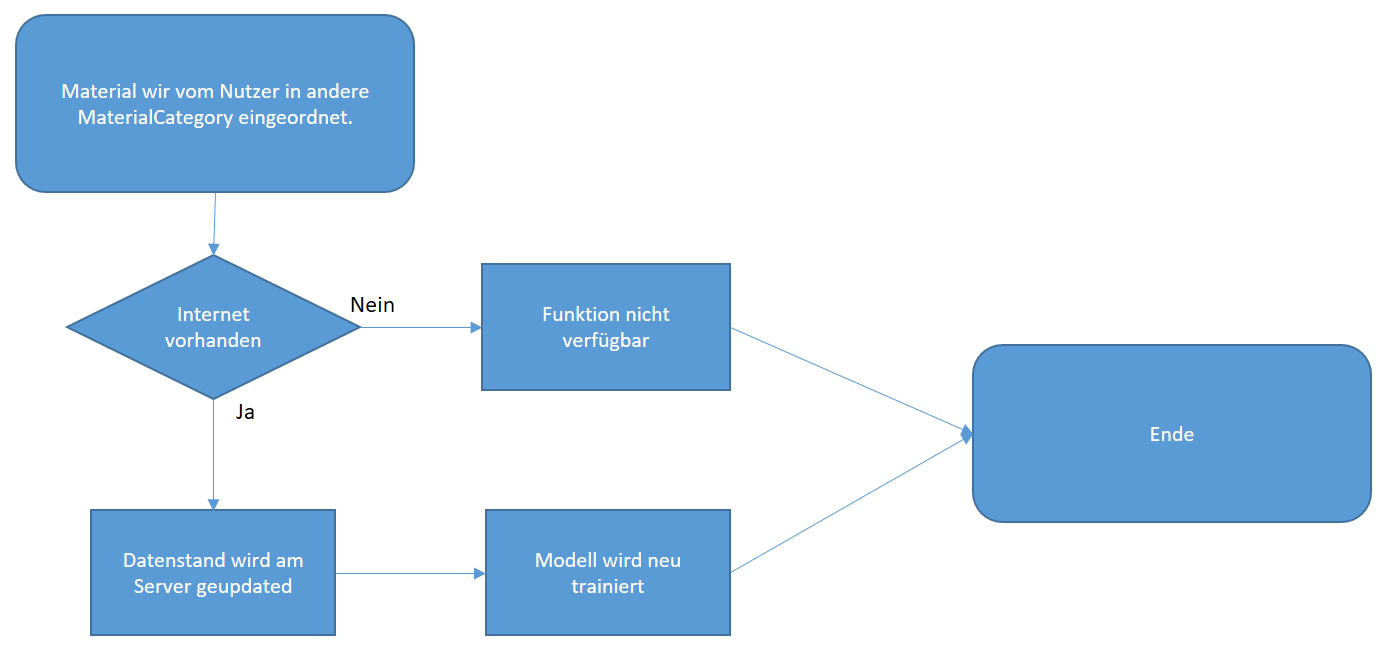 Material wir vom Nutzer in andere
MaterialCategory eingeordnet.
Internet
vorhanden
Nein
Funktion nicht
verfügbar
Ja
Datenstand wird am
Server geupdated
Modell wird neu
trainiert
Ende